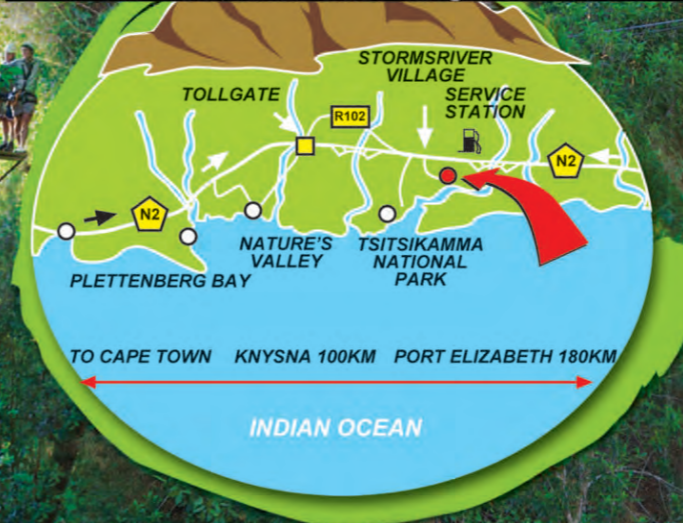 STORMSRIVER
VILLAGE
TOLLGATE
SERVICE
STATION
R102
N2
N2
NATURE'S
VALLEY
TSITSIKAMMA
NATIONAL
PARK
PLETTENBERG BAY
TO CAPE TOWN KNYSNA 100KM PORT ELIZABETH 180KM
INDIAN OCEAN